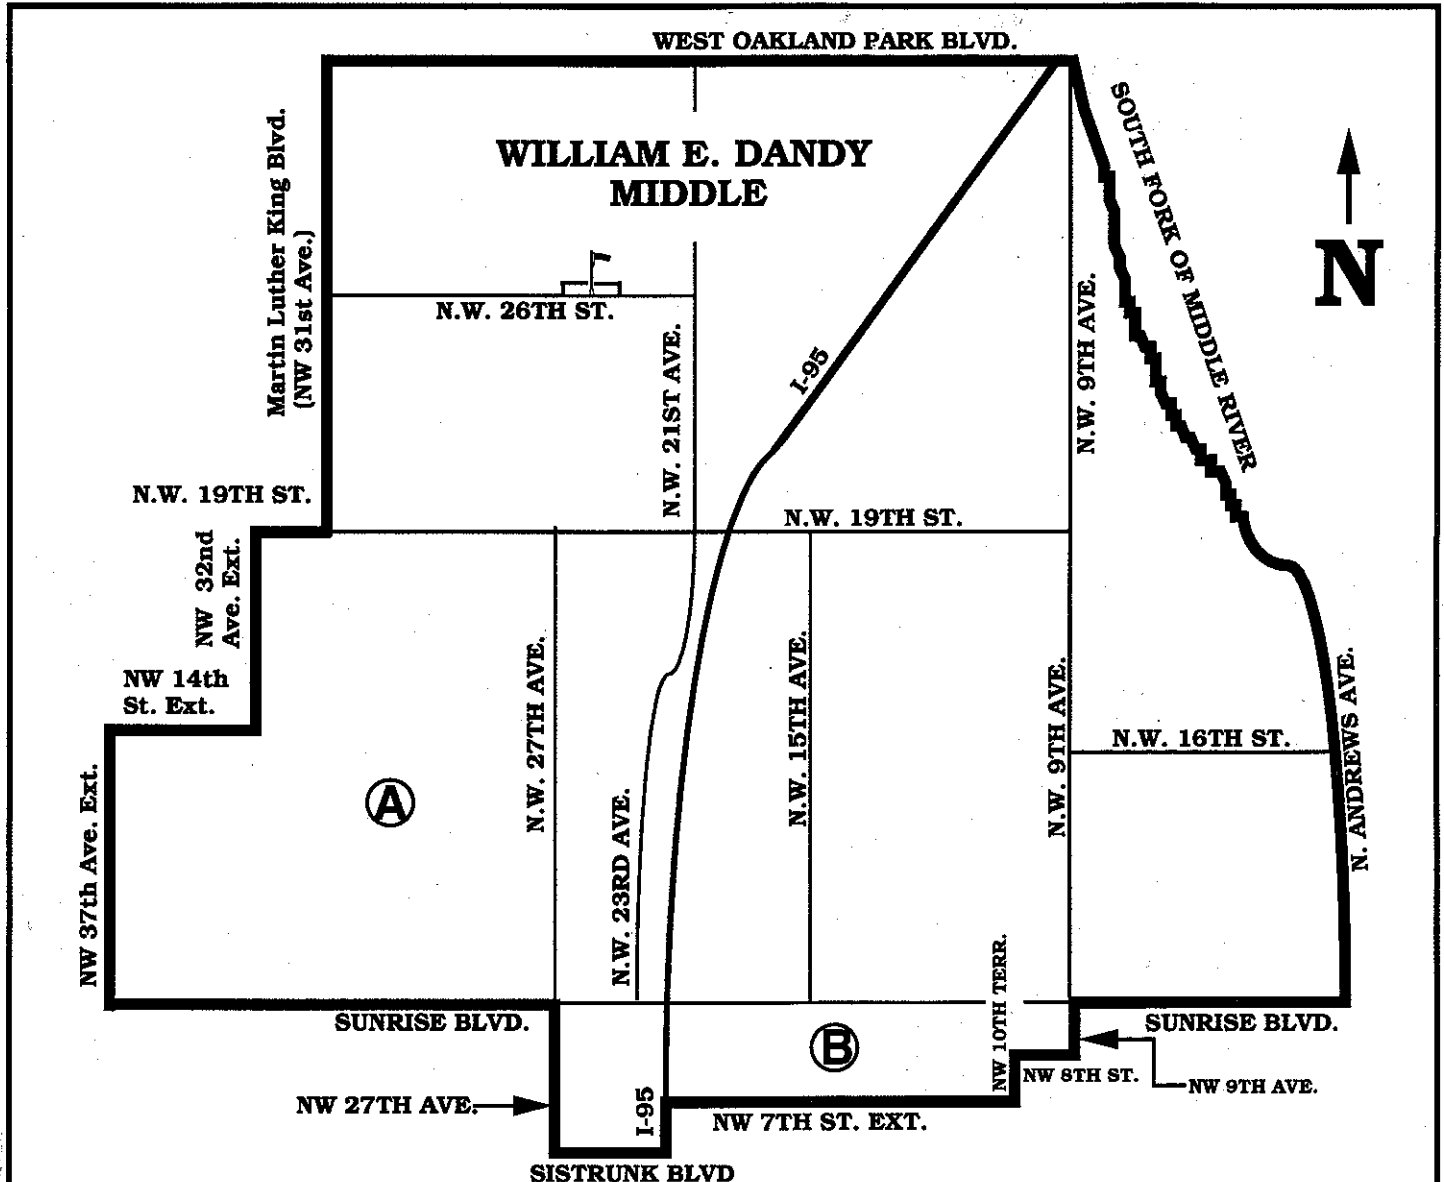 WEST OAKLAND PARK BLVD.
WILLIAM E. DANDY
MIDDLE
SOUTH FORK OF MIDDLE RIVER
N
Martin Luther King Blvd.
(NW 31st Ave.)
N.W. 26TH ST.
N.W. 21ST AVE.
I-95
N.W. 9TH AVE.
N.W. 19TH ST.
N.W. 19TH ST.
NW 32nd
Ave. Ext.
NW 14th
St. Ext.
N.W. 27TH AVE.
N.W. 15TH AVE.
N.W. 9TH AVE.
N.W. 16TH ST.
N. ANDREWS AVE.
NW 37th Ave. Ext.
A
N.W. 23RD AVE.
NW 10TH TERR.
SUNRISE BLVD.
B
SUNRISE BLVD.
NW 8TH ST.
NW 9TH AVE.
NW 27TH AVE.
I-95
NW 7TH ST. EXT.
SISTRUNK BLVD